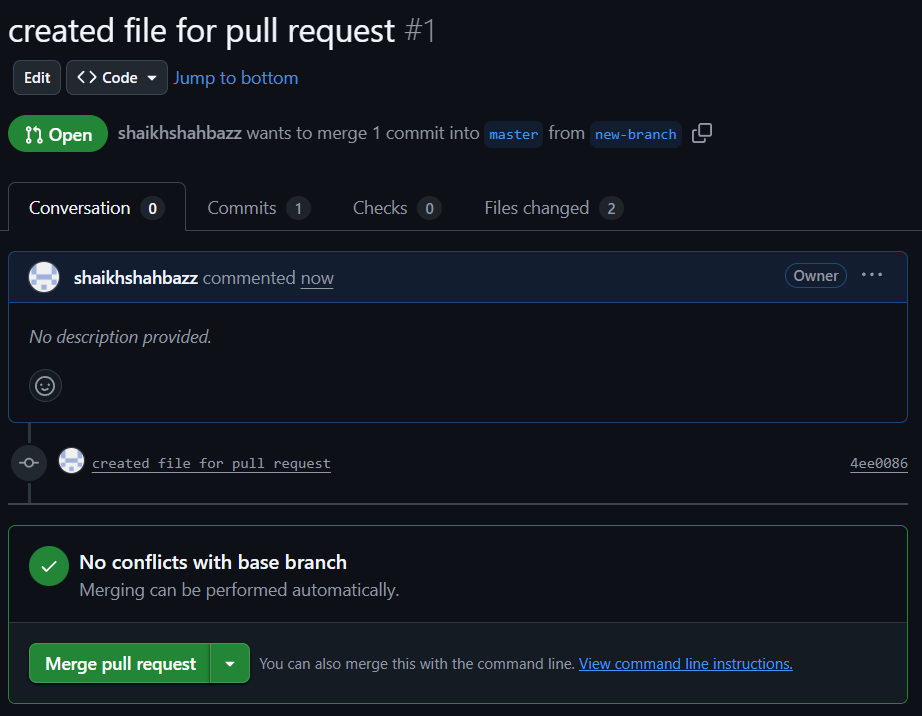 created file for pull request #1
Edit <> Code Jump to bottom
Open shaikhshahbazz wants to merge 1 commit into master from new-branch
Conversation 0 Commits 1 Checks 0 Files changed 2
shaikhshahbazz commented now Owner ...
No description provided.
created file for pull request 4ee0086
No conflicts with base branch
Merging can be performed automatically.
Merge pull request You can also merge this with the command line. View command line instructions.